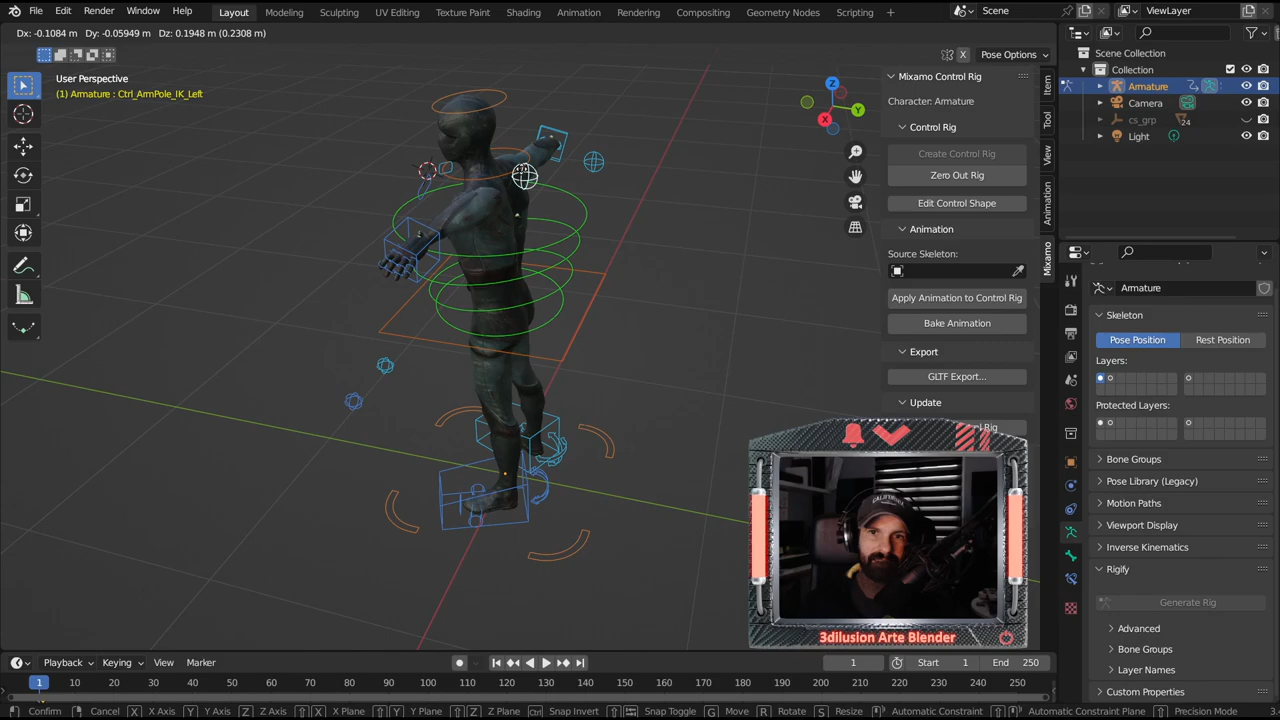 File Edit Render Window Help
Layout Modeling Sculpting UV Editing Texture Paint Shading Animation Rendering Compositing Geometry Nodes Scripting +
Scene
ViewLayer
Dx: -0.1084 m Dy: -0.05949 m Dz: 0.1948 m (0.2308 m)
X Pose Options
User Perspective
(1) Armature : Ctrl_ArmPole_IK_Left
Z
Y
X
Mixamo Control Rig
Character: Armature
Control Rig
Create Control Rig
Zero Out Rig
Edit Control Shape
Animation
Source Skeleton:
Apply Animation to Control Rig
Bake Animation
Export
GLTF Export...
Update
Item
Tool
View
Animation
Mixamo
Scene Collection
Collection
Armature
Camera
cs_grp 24
Light
Armature
Skeleton
Pose Position Rest Position
Layers:
Protected Layers:
Bone Groups
Pose Library (Legacy)
Motion Paths
Viewport Display
Inverse Kinematics
Rigify
Generate Rig
Advanced
Bone Groups
Layer Names
Custom Properties
3dilusion Arte Blender
Playback Keying View Marker
1 Start 1 End 250
1 10 20 30 40 50 60 70 80 90 100 110 120 130 140 150 160 170 180 190 200 210 220 230 240 250
Confirm Cancel X X Axis Y Y Axis Z Z Axis X X Plane Y Y Plane Z Z Plane Ctrl Snap Invert Snap Toggle G Move R Rotate S Resize Automatic Constraint Automatic Constraint Plane Precision Mode 3.